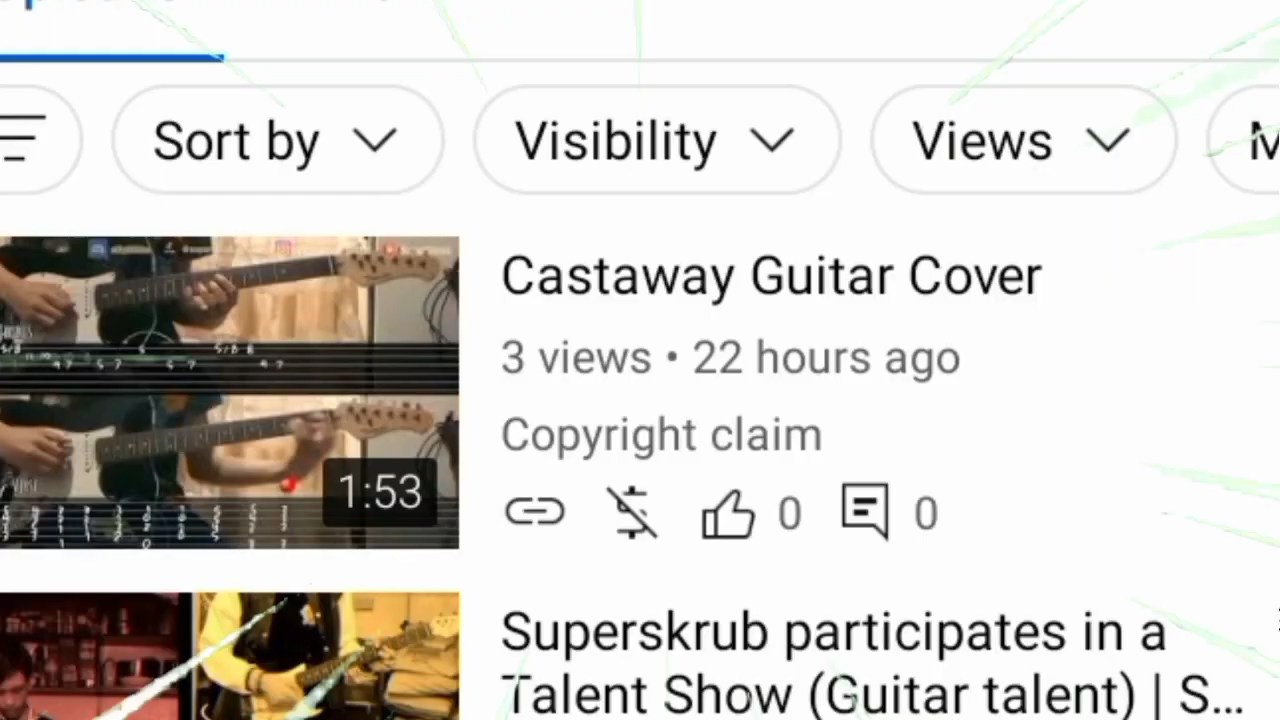 Sort by
Visibility
Views
M
Castaway Guitar Cover
3 views • 22 hours ago
Copyright claim
1:53
0
0
Superskrub participates in a
Talent Show (Guitar talent) | S...